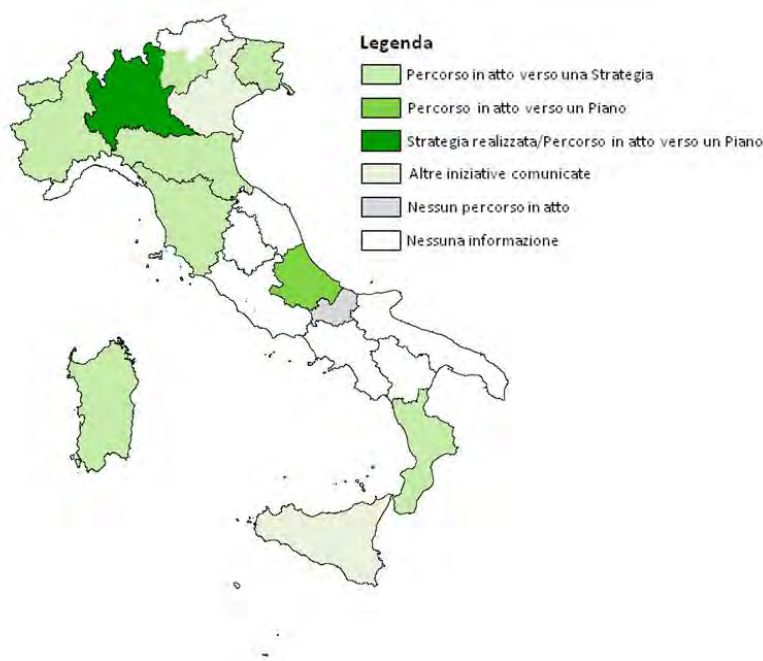 Legenda
Percorso in atto verso una Strategia
Percorso in atto verso un Piano
Strategia realizzata/Percorso in atto verso un Piano
Altre iniziative comunicate
Nessun percorso in atto
Nessuna informazione